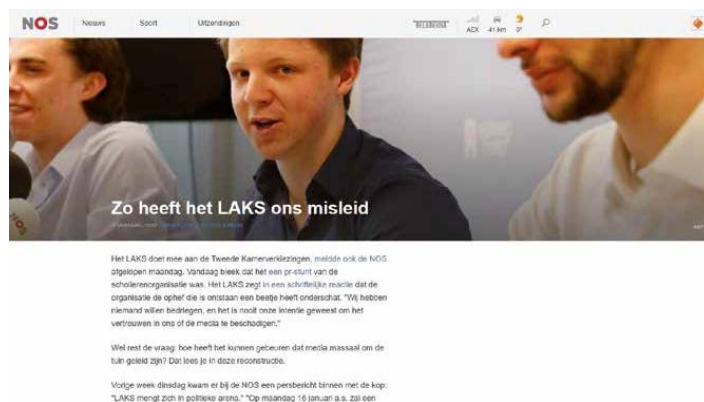 NOS Nieuws Sport Uitzendingen
AEX 41 km 0°
Zo heeft het LAKS ons misleid
Het LAKS doet mee aan de Tweede Kamerverkiezingen, meldde ook de NOS
afgelopen maandag. Vandaag bleek dat het een pr-stunt van de
scholierenorganisatie was. Het LAKS zegt in een schriftelijke reactie dat de
organisatie de ophef die is ontstaan een beetje heeft onderschat. "Wij hebben
niemand willen bedriegen, en het is nooit onze intentie geweest om het
vertrouwen in ons of de media te beschadigen."
Wel rest de vraag: hoe heeft het kunnen gebeuren dat media massaal om de
tuin geleid zijn? Dat lees je in deze reconstructie.
Vorige week dinsdag kwam er bij de NOS een persbericht binnen met de kop:
"LAKS mengt zich in politieke arena." "Op maandag 16 januari a.s. zal een
NOS